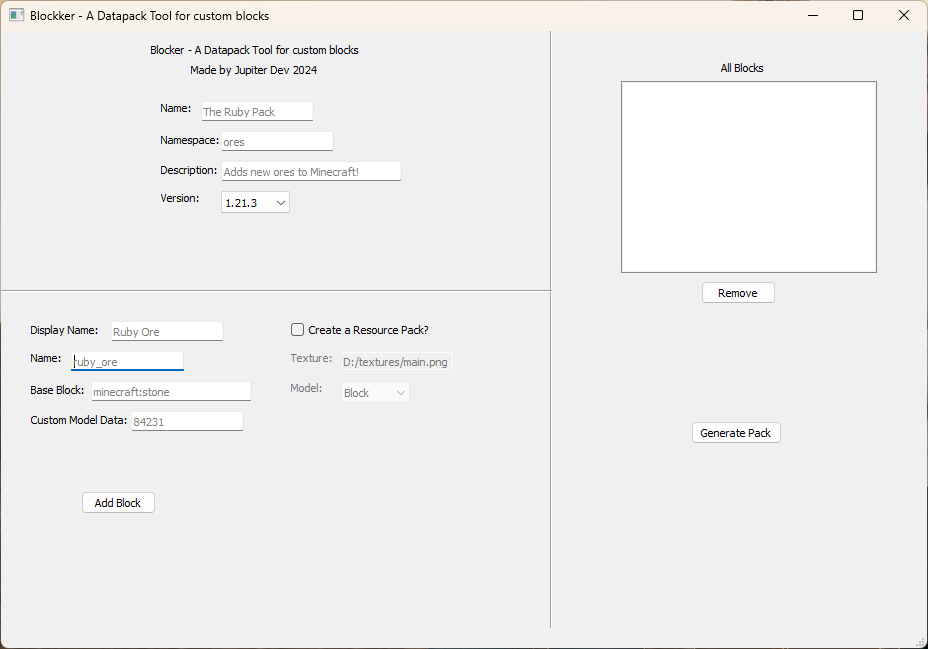 Blockker - A Datapack Tool for custom blocks
Blocker - A Datapack Tool for custom blocks
Made by Jupiter Dev 2024
Name: The Ruby Pack
Namespace: ores
Description: Adds new ores to Minecraft!
Version: 1.21.3
All Blocks
Remove
Display Name: Ruby Ore
Name: ruby_ore
Base Block: minecraft:stone
Custom Model Data: 84231
Create a Resource Pack?
Texture: D:/textures/main.png
Model: Block
Add Block
Generate Pack